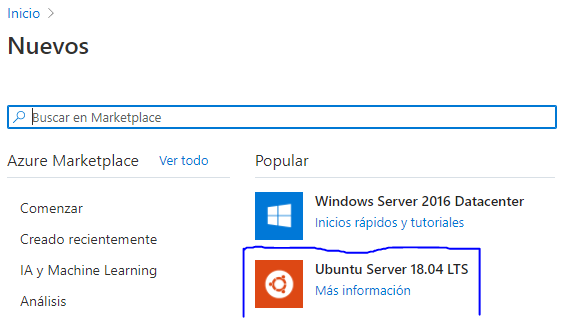 Inicio >
Nuevos
Buscar en Marketplace
Azure Marketplace Ver todo
Popular
Comenzar
Creado recientemente
IA y Machine Learning
Análisis
Windows Server 2016 Datacenter
Inicios rápidos y tutoriales
Ubuntu Server 18.04 LTS
Más información